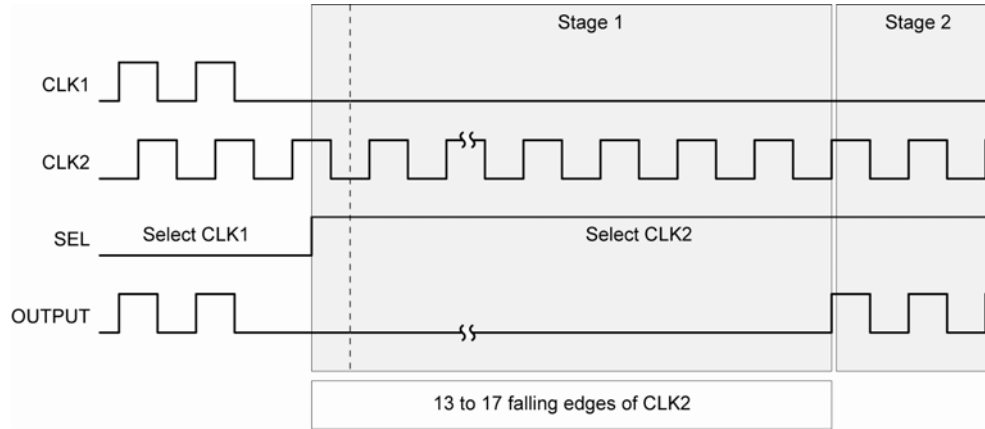 Stage 1
Stage 2
CLK1
CLK2
SEL
Select CLK1
Select CLK2
OUTPUT
13 to 17 falling edges of CLK2